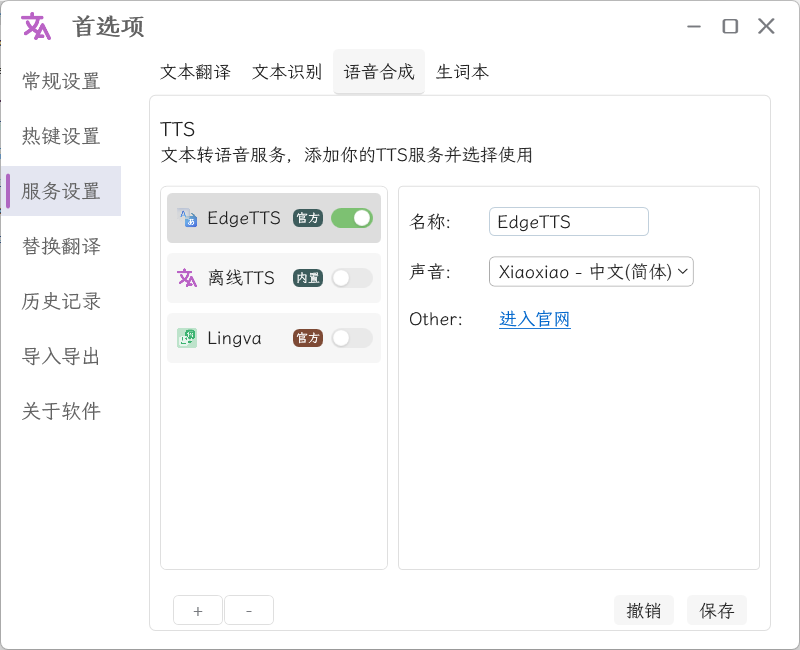 首选项
常规设置
热键设置
服务设置
替换翻译
历史记录
导入导出
关于软件
文本翻译 文本识别 语音合成 生词本
TTS
文本转语音服务，添加你的TTS服务并选择使用
EdgeTTS 官方
离线TTS 内置
Lingva 官方
名称: EdgeTTS
声音: Xiaoxiao - 中文(简体)
Other: 进入官网
+ -
撤销 保存